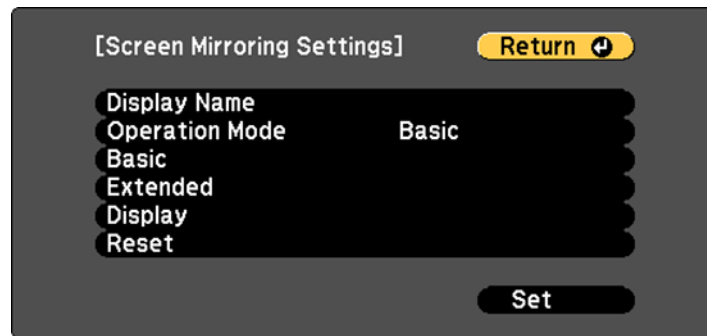 [Screen Mirroring Settings]
Return
Display Name
Operation Mode Basic
Basic
Extended
Display
Reset
Set